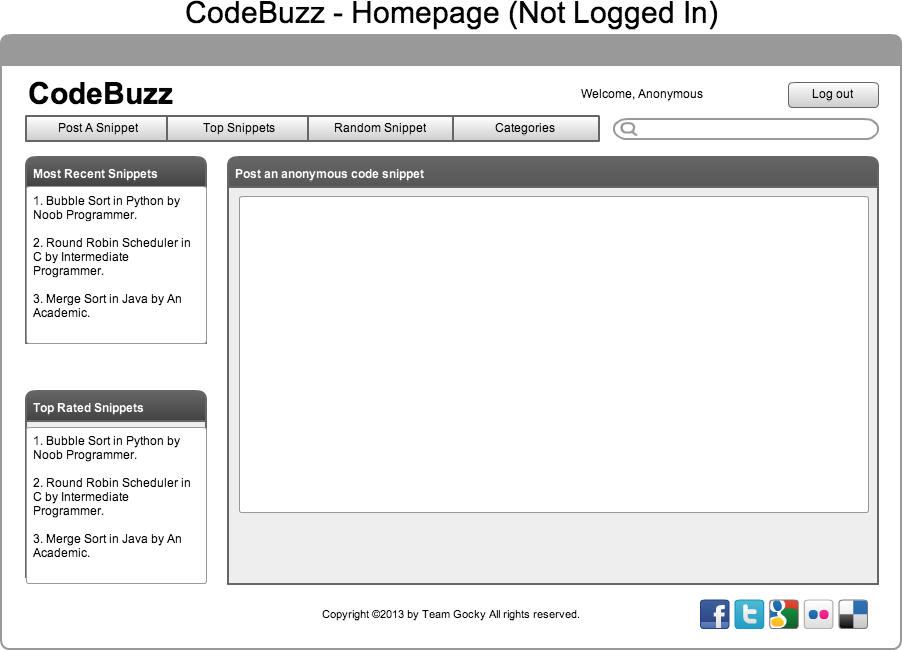 CodeBuzz - Homepage (Not Logged In)
CodeBuzz
Welcome, Anonymous
Log out
Post A Snippet
Top Snippets
Random Snippet
Categories
Most Recent Snippets
1. Bubble Sort in Python by
Noob Programmer.
2. Round Robin Scheduler in
C by Intermediate
Programmer.
3. Merge Sort in Java by An
Academic.
Post an anonymous code snippet
Top Rated Snippets
1. Bubble Sort in Python by
Noob Programmer.
2. Round Robin Scheduler in
C by Intermediate
Programmer.
3. Merge Sort in Java by An
Academic.
Copyright ©2013 by Team Gocky All rights reserved.